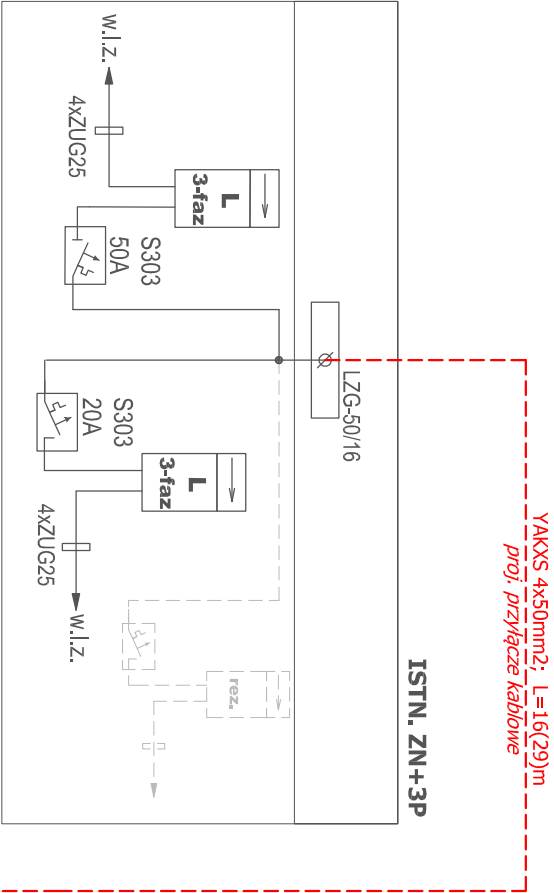 YAKXS 4x50mm2; L=16(29)m
proj. przyłącze kablowe
ISTN. ZN+3P
LZG-50/16
w.l.z.
4xZUG25
L
3-faz
S303
50A
S303
20A
L
3-faz
4xZUG25
w.l.z.
rez.